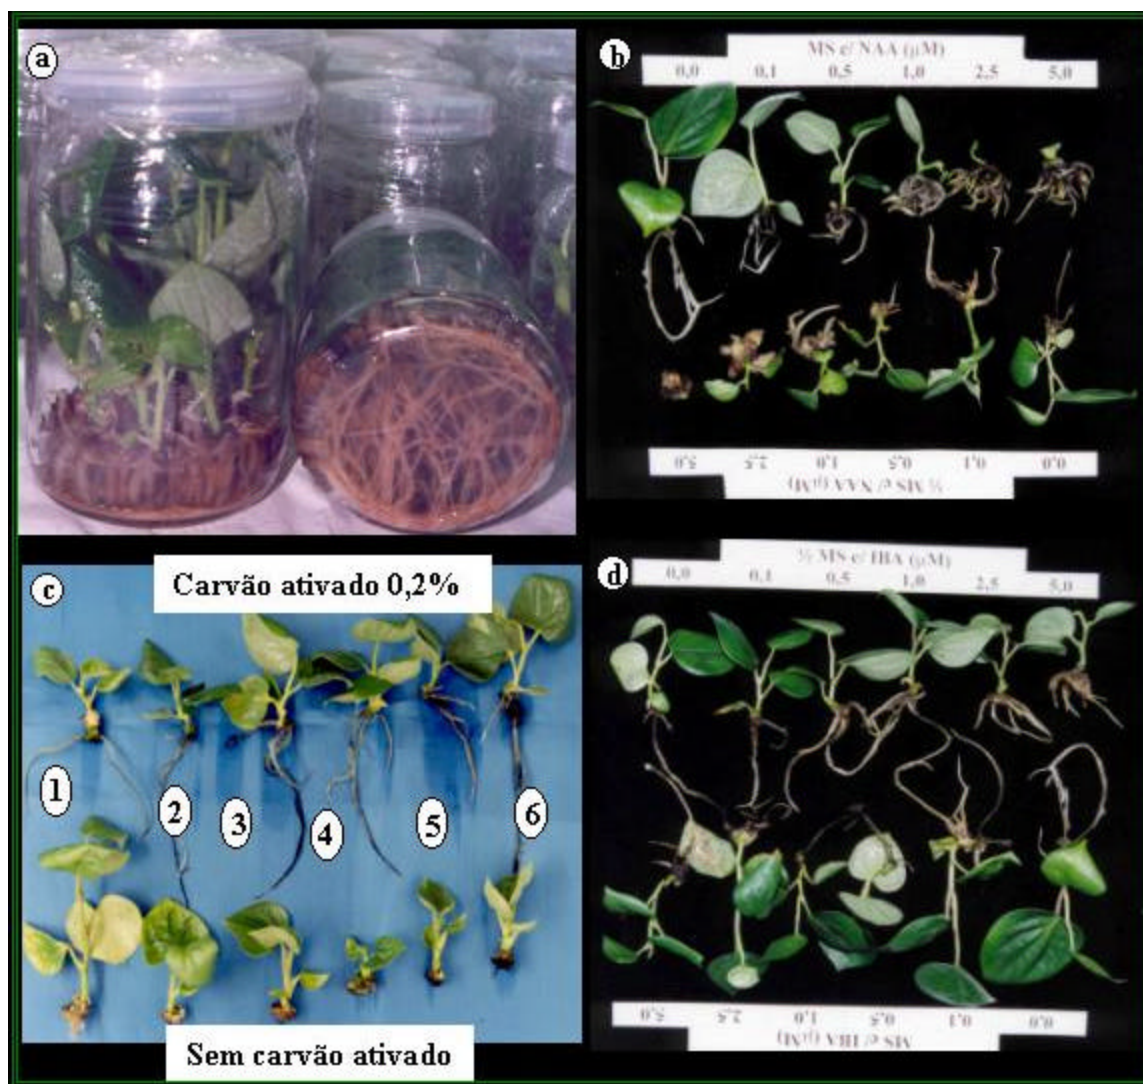 a
b
MS c/ NAA (µM)
0,0 0,1 0,5 1,0 2,5 5,0
5,0 2,5 1,0 0,5 0,1 0,0
½ MS c/ NAA (µM)
c
Carvão ativado 0,2%
1 2 3 4 5 6
Sem carvão ativado
d
½ MS c/ IBA (µM)
0,0 0,1 0,5 1,0 2,5 5,0
5,0 2,5 1,0 0,5 0,1 0,0
MS c/ IBA (µM)